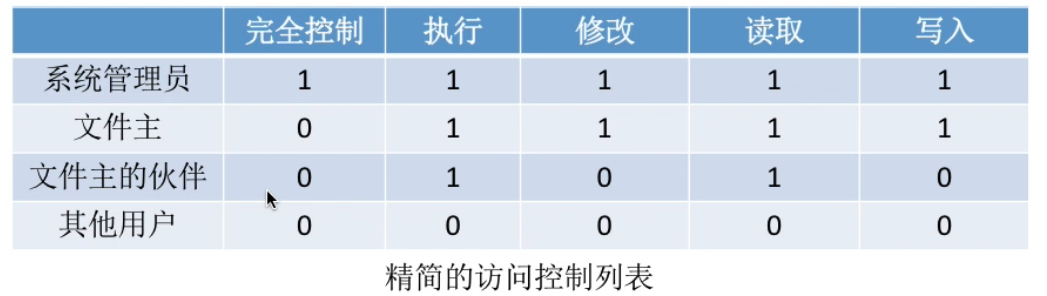 完全控制 执行 修改 读取 写入
系统管理员 1 1 1 1 1
文件主 0 1 1 1 1
文件主的伙伴 0 1 0 1 0
其他用户 0 0 0 0 0
精简的访问控制列表